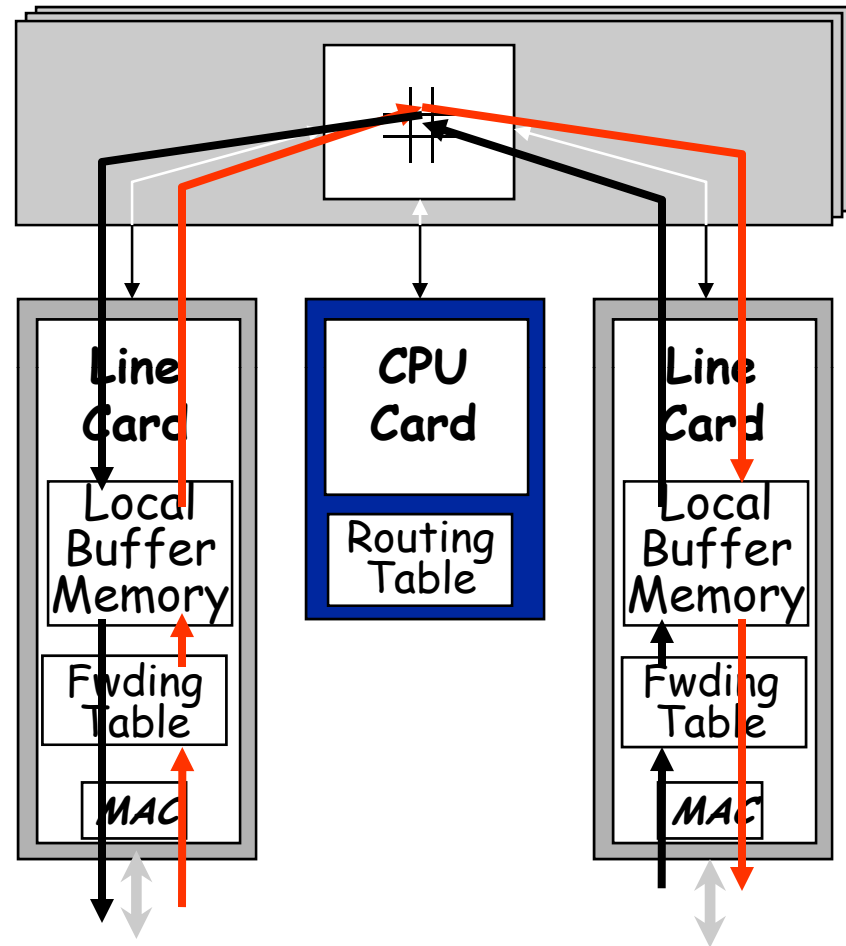 Line
Card
Local
Buffer
Memory
Fwding
Table
MAC
CPU
Card
Routing
Table
Line
Card
Local
Buffer
Memory
Fwding
Table
MAC